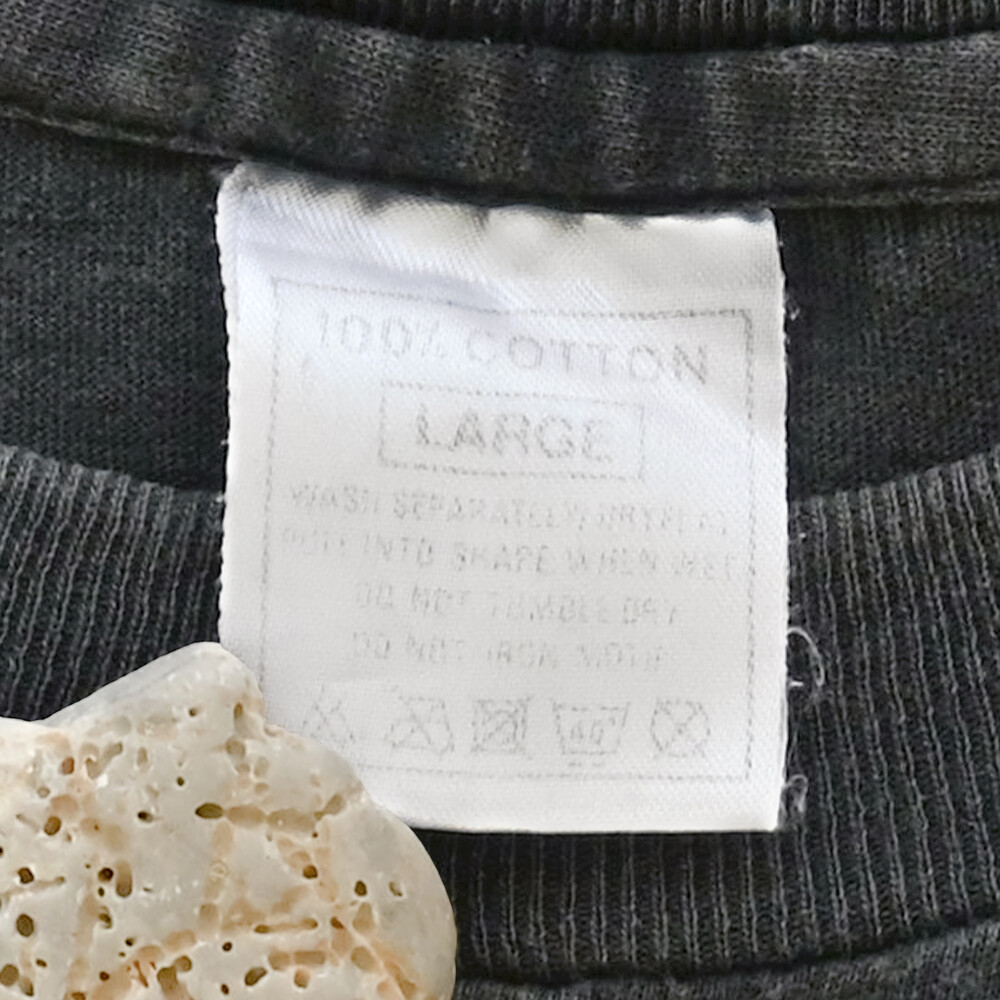 100% COTTON
LARGE
WASH SEPARATELY
PULL INTO SHAPE WHEN WET
DO NOT TUMBLE DRY
DO NOT IRON MOTIF
40°